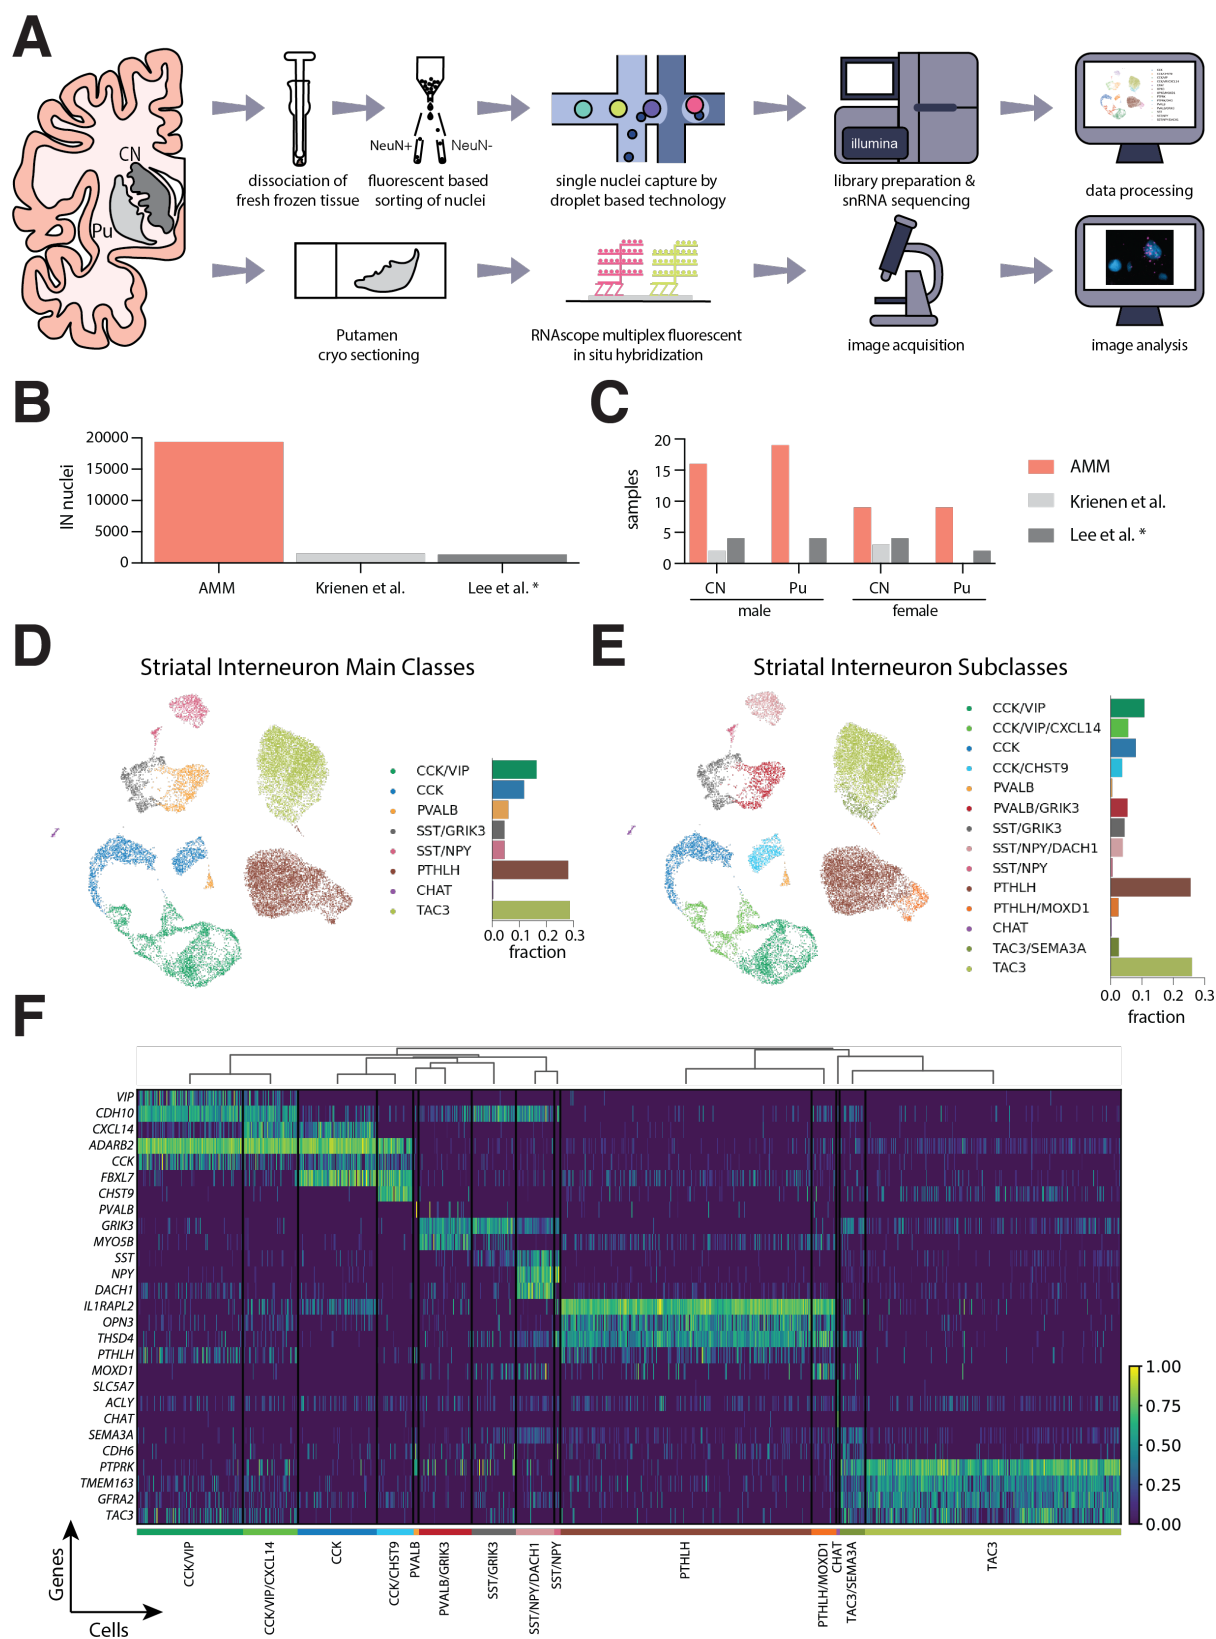 A
CN
Pu
NeuN+
NeuN-
illumina
dissociation of
fresh frozen tissue
fluorescent based
sorting of nuclei
single nuclei capture by
droplet based technology
library preparation &
snRNA sequencing
data processing
Putamen
cryo sectioning
RNAscope multiplex fluorescent
in situ hybridization
image acquisition
image analysis
B
IN nuclei
20000
15000
10000
5000
0
AMM
Krienen et al.
Lee et al. *
C
samples
20
15
10
5
0
CN
Pu
CN
Pu
male
female
AMM
Krienen et al.
Lee et al. *
D
Striatal Interneuron Main Classes
CCK/VIP
CCK
PVALB
SST/GRIK3
SST/NPY
PTHLH
CHAT
TAC3
0.0
0.1
0.2
0.3
fraction
E
Striatal Interneuron Subclasses
CCK/VIP
CCK/VIP/CXCL14
CCK
CCK/CHST9
PVALB
PVALB/GRIK3
SST/GRIK3
SST/NPY/DACH1
SST/NPY
PTHLH
PTHLH/MOXD1
CHAT
TAC3/SEMA3A
TAC3
0.0
0.1
0.2
0.3
fraction
F
VIP
CDH10
CXCL14
ADARB2
CCK
FBXL7
CHST9
PVALB
GRIK3
MYO5B
SST
NPY
DACH1
IL1RAPL2
OPN3
THSD4
PTHLH
MOXD1
SLC5A7
ACLY
CHAT
SEMA3A
CDH6
PTPRK
TMEM163
GFRA2
TAC3
1.00
0.75
0.50
0.25
0.00
Genes
Cells
CCK/VIP
CCK/VIP/CXCL14
CCK
CCK/CHST9
PVALB
PVALB/GRIK3
SST/GRIK3
SST/NPY/DACH1
SST/NPY
PTHLH
PTHLH/MOXD1
CHAT
TAC3/SEMA3A
TAC3